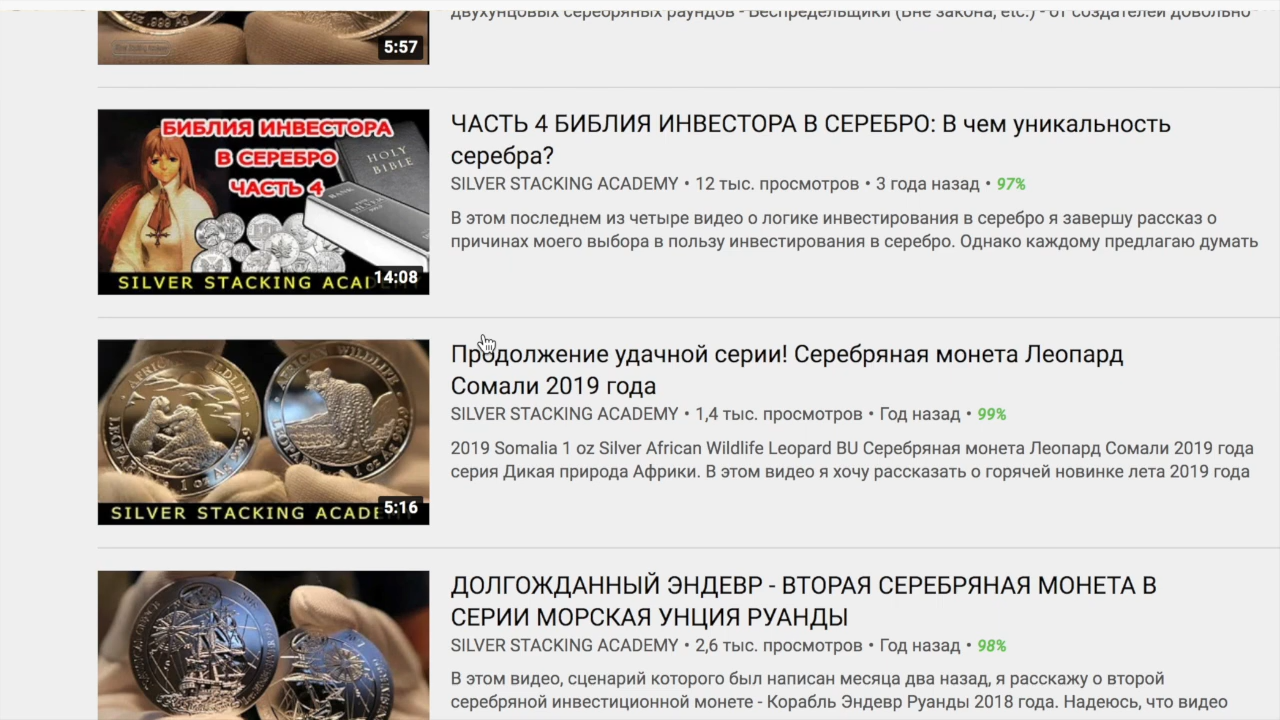 двухунцовых серебряных раундов - Беспредельщики (Вне закона, etc.) - от создателей довольно
5:57
БИБЛИЯ ИНВЕСТОРА
В СЕРЕБРО
ЧАСТЬ 4
HOLY
BIBLE
SILVER STACKING ACADEMY
14:08
ЧАСТЬ 4 БИБЛИЯ ИНВЕСТОРА В СЕРЕБРО: В чем уникальность
серебра?
SILVER STACKING ACADEMY • 12 тыс. просмотров • 3 года назад • 97%
В этом последнем из четыре видео о логике инвестирования в серебро я завершу рассказ о
причинах моего выбора в пользу инвестирования в серебро. Однако каждому предлагаю думать
AFRICAN WILDLIFE
LEOPARD 1 oz Ag 999,9
SILVER STACKING ACADE
5:16
Продолжение удачной серии! Серебряная монета Леопард
Сомали 2019 года
SILVER STACKING ACADEMY • 1,4 тыс. просмотров • Год назад • 99%
2019 Somalia 1 oz Silver African Wildlife Leopard BU Серебряная монета Леопард Сомали 2019 года
серия Дикая природа Африки. В этом видео я хочу рассказать о горячей новинке лета 2019 года
ДОЛГОЖДАННЫЙ ЭНДЕВР - ВТОРАЯ СЕРЕБРЯНАЯ МОНЕТА В
СЕРИИ МОРСКАЯ УНЦИЯ РУАНДЫ
SILVER STACKING ACADEMY • 2,6 тыс. просмотров • Год назад • 98%
В этом видео, сценарий которого был написан месяца два назад, я расскажу о второй
серебряной инвестиционной монете - Корабль Эндевр Руанды 2018 года. Надеюсь, что видео